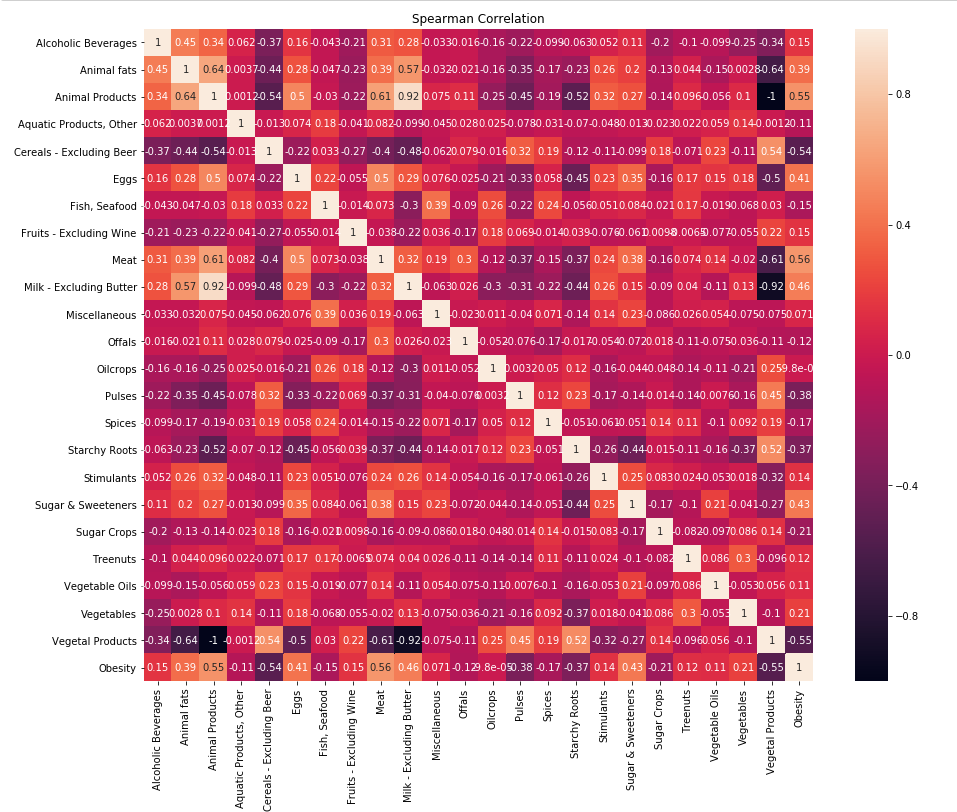 Spearman Correlation
Alcoholic Beverages 1 0.45 0.34 0.062 -0.37 0.16 -0.043 -0.21 0.31 0.28 -0.033 -0.016 -0.16 -0.22 -0.099 -0.063 0.052 0.11 -0.2 -0.1 -0.099 -0.25 -0.34 0.15
Animal fats 0.45 1 0.64 0.0037 -0.44 0.28 -0.047 -0.23 0.39 0.57 -0.032 -0.021 -0.16 -0.35 -0.17 -0.23 0.26 0.2 -0.13 0.044 -0.15 0.0028 -0.64 0.39
Animal Products 0.34 0.64 1 0.0012 -0.54 0.5 -0.03 -0.22 0.61 0.92 0.075 0.11 -0.25 -0.45 -0.19 -0.52 0.32 0.27 -0.14 0.096 -0.056 0.1 -1 0.55
Aquatic Products, Other 0.062 0.0037 0.0012 1 -0.013 0.074 0.18 -0.041 0.082 -0.099 -0.045 0.028 0.025 -0.078 0.031 -0.07 -0.048 0.013 -0.023 0.022 0.059 0.14 -0.0012 -0.11
Cereals - Excluding Beer -0.37 -0.44 -0.54 -0.013 1 -0.22 0.033 -0.27 -0.4 -0.48 -0.062 0.079 -0.016 0.32 0.19 -0.12 -0.11 -0.099 0.18 -0.071 0.23 -0.11 0.54 -0.54
Eggs 0.16 0.28 0.5 0.074 -0.22 1 0.22 -0.055 0.5 0.29 0.076 -0.025 -0.21 -0.33 0.058 -0.45 0.23 0.35 -0.16 0.17 0.15 0.18 -0.5 0.41
Fish, Seafood -0.043 -0.047 -0.03 0.18 0.033 0.22 1 -0.014 0.073 -0.3 0.39 -0.09 0.26 -0.22 0.24 -0.056 0.051 0.084 -0.021 0.17 -0.019 -0.068 0.03 -0.15
Fruits - Excluding Wine -0.21 -0.23 -0.22 -0.041 -0.27 -0.055 -0.014 1 -0.038 -0.22 0.036 -0.17 0.18 0.069 -0.014 0.039 -0.076 -0.061 0.0098 0.0065 -0.077 -0.055 0.22 0.15
Meat 0.31 0.39 0.61 0.082 -0.4 0.5 0.073 -0.038 1 0.32 0.19 0.3 -0.12 -0.37 -0.15 -0.37 0.24 0.38 -0.16 0.074 0.14 -0.02 -0.61 0.56
Milk - Excluding Butter 0.28 0.57 0.92 -0.099 -0.48 0.29 -0.3 -0.22 0.32 1 -0.063 0.026 -0.3 -0.31 -0.22 -0.44 0.26 0.15 -0.09 0.04 -0.11 0.13 -0.92 0.46
Miscellaneous -0.033 -0.032 0.075 -0.045 -0.062 0.076 0.39 0.036 0.19 -0.063 1 -0.023 0.011 -0.04 0.071 -0.14 0.14 0.23 -0.086 0.026 0.054 -0.075 -0.075 0.071
Offals -0.016 -0.021 0.11 0.028 0.079 -0.025 -0.09 -0.17 0.3 0.026 -0.023 1 -0.052 -0.076 -0.17 -0.017 -0.054 -0.072 0.018 -0.11 -0.075 -0.036 -0.11 -0.12
Oilcrops -0.16 -0.16 -0.25 0.025 -0.016 -0.21 0.26 0.18 -0.12 -0.3 0.011 -0.052 1 0.0032 0.05 0.12 -0.16 -0.044 -0.048 -0.14 -0.11 -0.21 0.25
Pulses -0.22 -0.35 -0.45 -0.078 0.32 -0.33 -0.22 0.069 -0.37 -0.31 -0.04 -0.076 0.0032 1 0.12 0.23 -0.17 -0.14 -0.014 -0.14 0.0076 -0.16 0.45 -0.38
Spices -0.099 -0.17 -0.19 -0.031 0.19 0.058 0.24 -0.014 -0.15 -0.22 0.071 -0.17 0.05 0.12 1 -0.051 -0.061 -0.051 0.14 0.11 -0.1 0.092 0.19 -0.17
Starchy Roots -0.063 -0.23 -0.52 -0.07 -0.12 -0.45 -0.056 0.039 -0.37 -0.44 -0.14 -0.017 0.12 0.23 -0.051 1 -0.26 -0.44 -0.015 -0.11 -0.16 -0.37 0.52 -0.37
Stimulants 0.052 0.26 0.32 -0.048 -0.11 0.23 0.051 -0.076 0.24 0.26 0.14 -0.054 -0.16 -0.17 -0.061 -0.26 1 0.25 0.083 0.024 -0.053 0.018 -0.32 0.14
Sugar & Sweeteners 0.11 0.2 0.27 -0.013 -0.099 0.35 0.084 -0.061 0.38 0.15 0.23 -0.072 -0.044 -0.14 -0.051 -0.44 0.25 1 -0.17 -0.1 0.21 -0.041 -0.27 0.43
Sugar Crops -0.2 -0.13 -0.14 -0.023 0.18 -0.16 -0.021 0.0098 -0.16 -0.09 -0.086 0.018 -0.048 -0.014 0.14 -0.015 0.083 -0.17 1 -0.082 -0.097 0.086 0.14 -0.21
Treenuts -0.1 0.044 0.096 0.022 -0.071 0.17 0.17 -0.0065 0.074 0.04 0.026 -0.11 -0.14 -0.14 0.11 -0.11 0.024 -0.1 -0.082 1 0.086 0.3 -0.096 0.12
Vegetable Oils -0.099 -0.15 -0.056 0.059 0.23 0.15 -0.019 -0.077 0.14 -0.11 0.054 -0.075 -0.11 0.0076 -0.1 -0.16 -0.053 0.21 -0.097 0.086 1 -0.053 0.056 0.11
Vegetables -0.25 0.0028 0.1 0.14 -0.11 0.18 -0.068 -0.055 -0.02 0.13 -0.075 -0.036 -0.21 -0.16 0.092 -0.37 0.018 -0.041 0.086 0.3 -0.053 1 -0.1 0.21
Vegetal Products -0.34 -0.64 -1 -0.0012 0.54 -0.5 0.03 0.22 -0.61 -0.92 -0.075 -0.11 0.25 0.45 0.19 0.52 -0.32 -0.27 0.14 -0.096 0.056 -0.1 1 -0.55
Obesity 0.15 0.39 0.55 -0.11 -0.54 0.41 -0.15 0.15 0.56 0.46 0.071 -0.12 -9.8e-05 -0.38 -0.17 -0.37 0.14 0.43 -0.21 0.12 0.11 0.21 -0.55 1
Alcoholic Beverages
Animal fats
Animal Products
Aquatic Products, Other
Cereals - Excluding Beer
Eggs
Fish, Seafood
Fruits - Excluding Wine
Meat
Milk - Excluding Butter
Miscellaneous
Offals
Oilcrops
Pulses
Spices
Starchy Roots
Stimulants
Sugar & Sweeteners
Sugar Crops
Treenuts
Vegetable Oils
Vegetables
Vegetal Products
Obesity
0.8
0.4
0.0
−0.4
−0.8